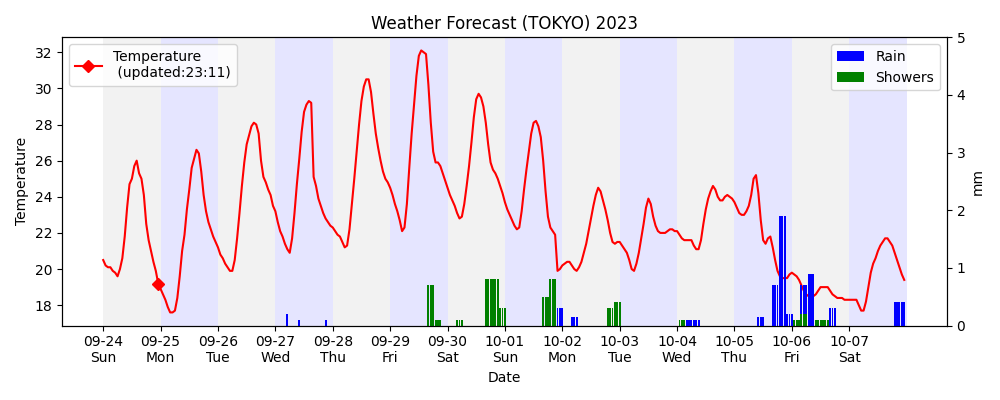 Weather Forecast (TOKYO) 2023
Temperature
(updated:23:11)
Rain
Showers
Temperature
32
30
28
26
24
22
20
18
5
4
3
2
1
0
mm
09-24 09-25 09-26 09-27 09-28 09-29 09-30 10-01 10-02 10-03 10-04 10-05 10-06 10-07
Sun Mon Tue Wed Thu Fri Sat Sun Mon Tue Wed Thu Fri Sat
Date